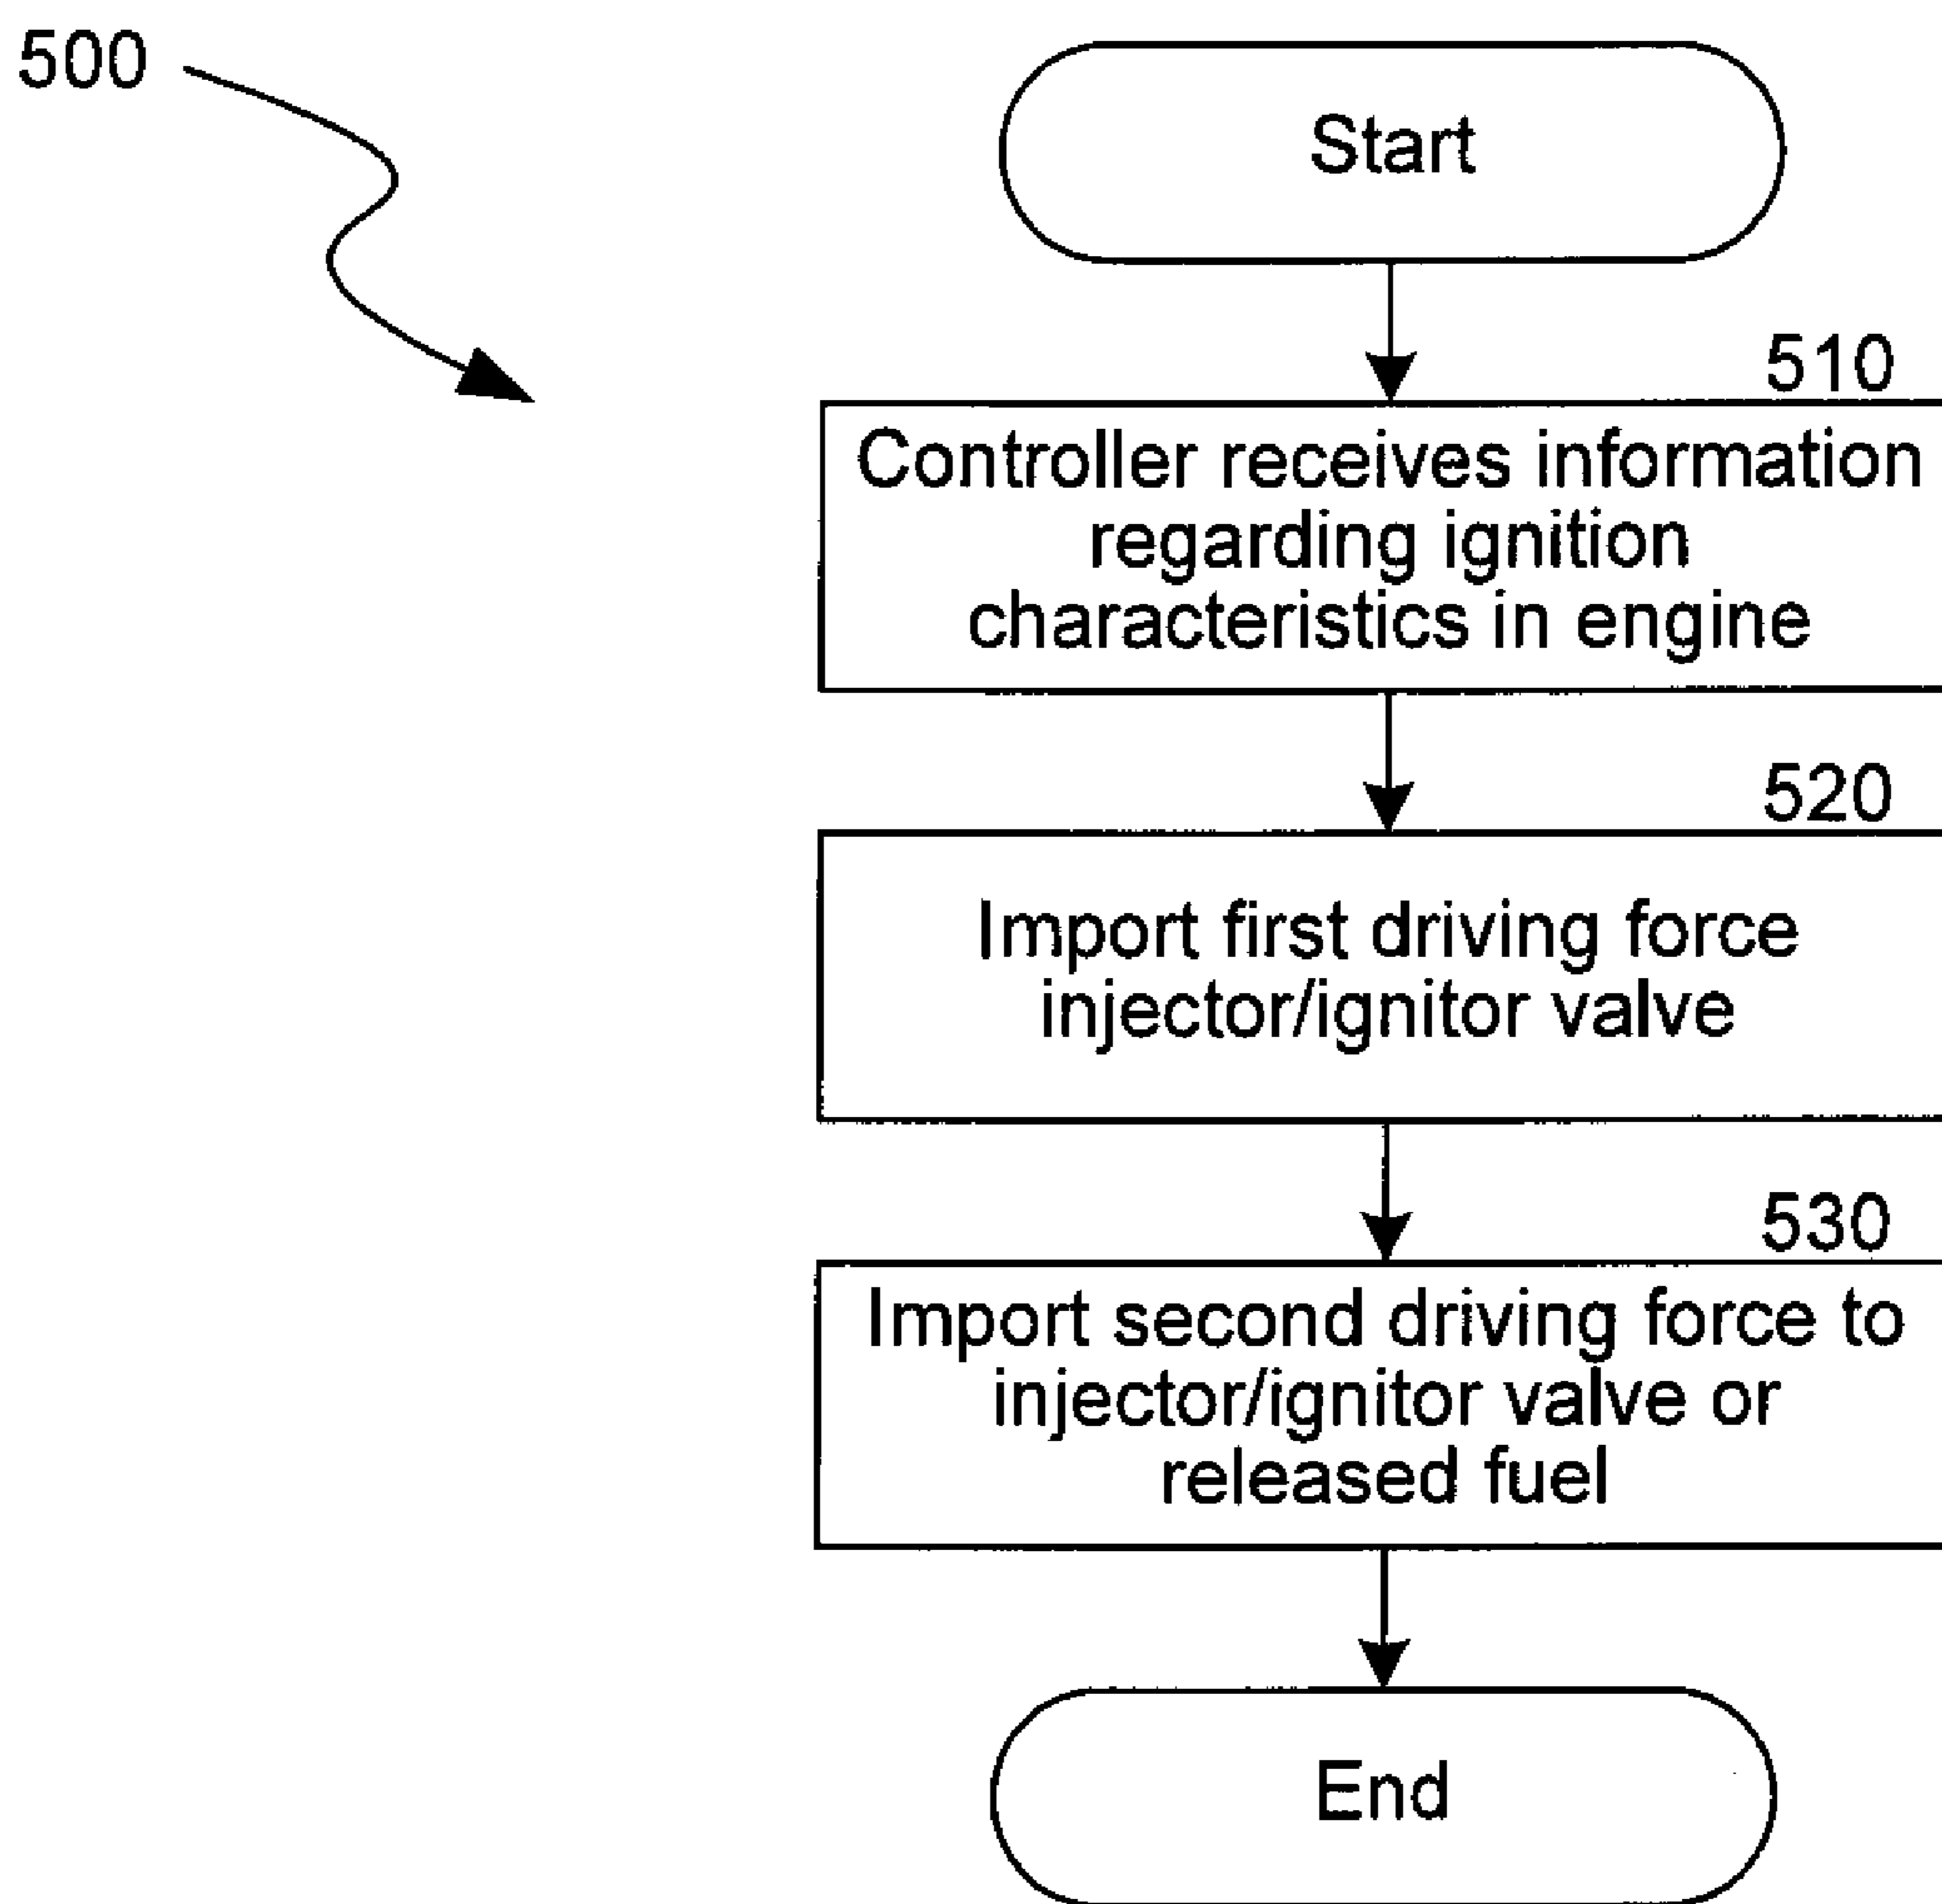 500
Start
510
Controller receives information
regarding ignition
characteristics in engine
520
Import first driving force
injector/ignitor valve
530
Import second driving force to
injector/ignitor valve or
released fuel
End